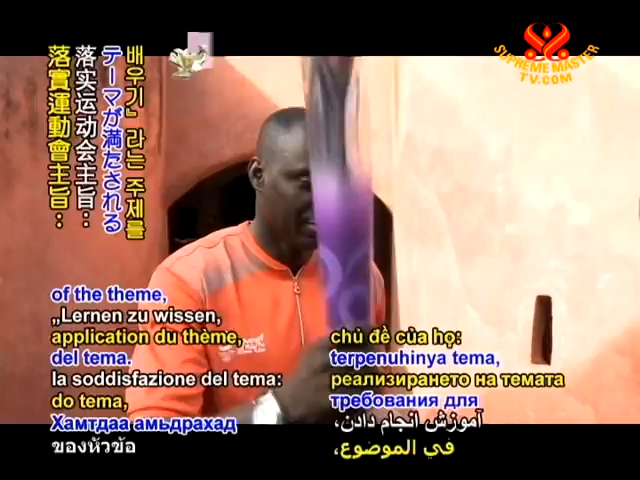 SUPREME MASTER
TV.COM
배우기』 라는 주제를
テーマが満たされる
落实运动会主旨：
落實運動會主旨：
of the theme,
„Lernen zu wissen,
application du thème,
del tema.
la soddisfazione del tema:
do tema,
Хамтдаа амьдрахад
ของหัวข้อ
chủ đề của họ:
terpenuhinya tema,
реализирането на темата
требования для
آموزش انجام دادن،
في الموضوع،